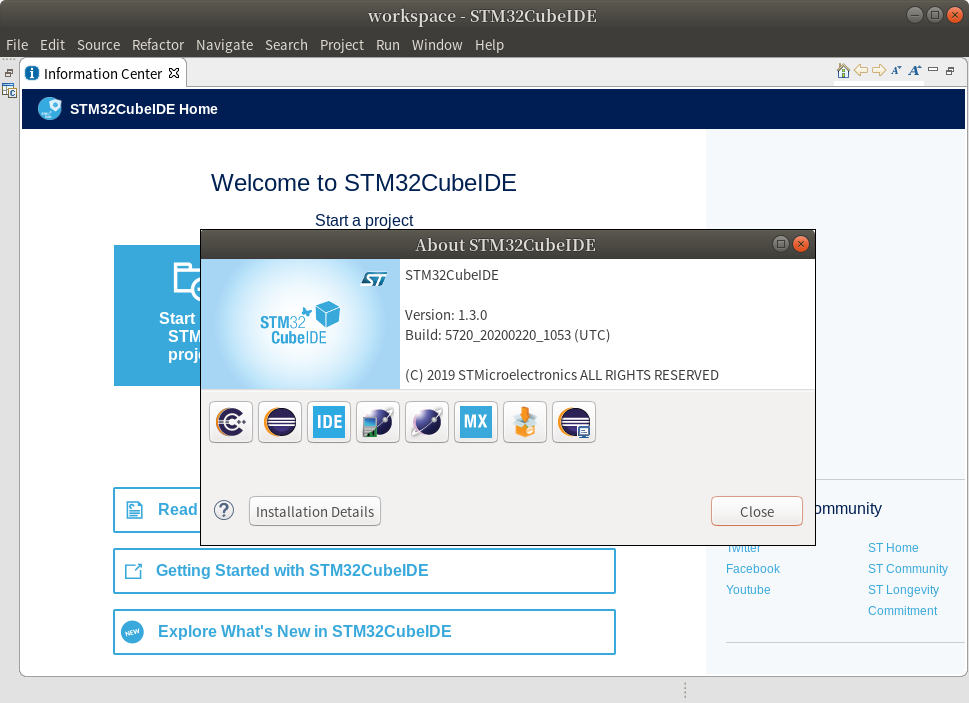 workspace - STM32CubeIDE
File Edit Source Refactor Navigate Search Project Run Window Help
Information Center
STM32CubeIDE Home
Welcome to STM32CubeIDE
Start a project
Start
STM
proj
About STM32CubeIDE
ST
STM32
CubeIDE
STM32CubeIDE
Version: 1.3.0
Build: 5720_20200220_1053 (UTC)
(C) 2019 STMicroelectronics ALL RIGHTS RESERVED
C++ IDE MX
Installation Details
Close
Read
Getting Started with STM32CubeIDE
NEW Explore What's New in STM32CubeIDE
ommunity
Twitter ST Home
Facebook ST Community
Youtube ST Longevity
Commitment